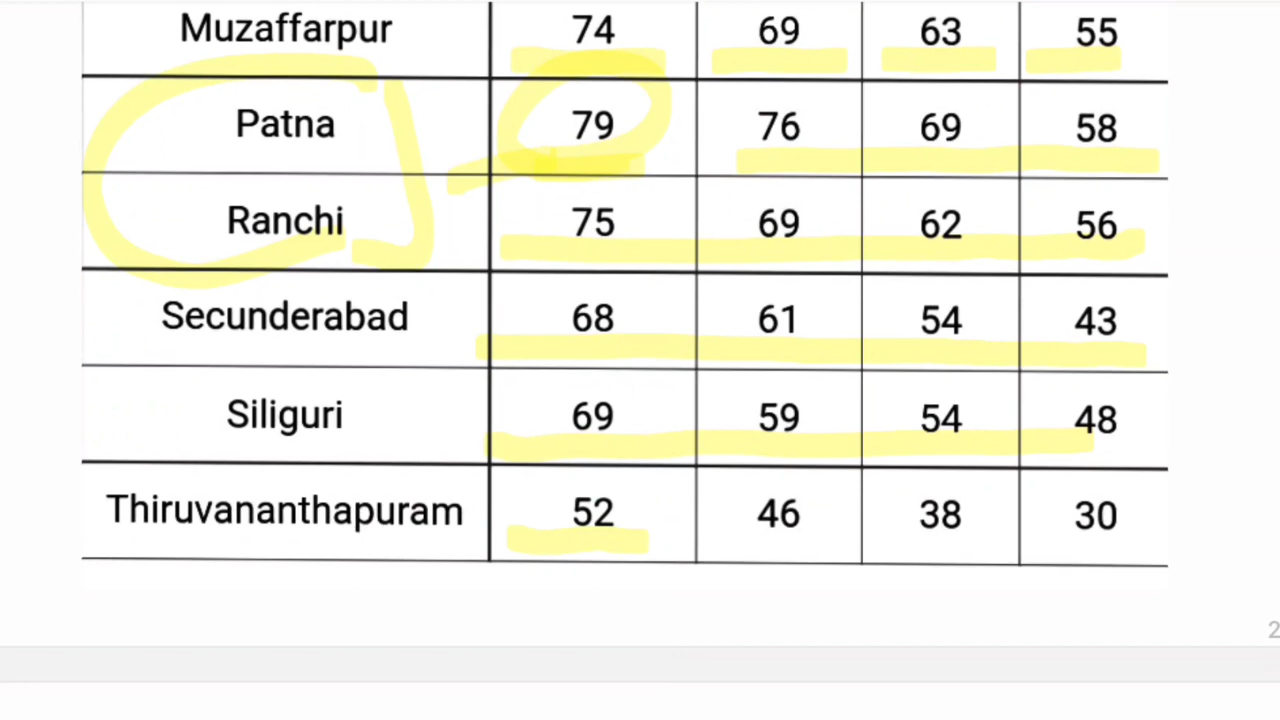 Muzaffarpur 74 69 63 55
Patna 79 76 69 58
Ranchi 75 69 62 56
Secunderabad 68 61 54 43
Siliguri 69 59 54 48
Thiruvananthapuram 52 46 38 30
2